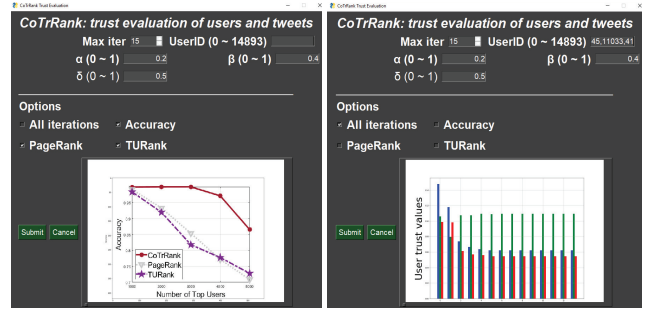 CoTrRank Trust Evaluation
CoTrRank: trust evaluation of users and tweets
Max iter 15 UserID (0 ~ 14893)
α (0 ~ 1) 0.2 β (0 ~ 1) 0.4
δ (0 ~ 1) 0.5
Options
All iterations Accuracy
PageRank TURank
Submit Cancel
Accuracy
CoTrRank
PageRank
TURank
Number of Top Users
CoTrRank Trust Evaluation
CoTrRank: trust evaluation of users and tweets
Max iter 15 UserID (0 ~ 14893) 45,11033,41
α (0 ~ 1) 0.2 β (0 ~ 1) 0.4
δ (0 ~ 1) 0.5
Options
All iterations Accuracy
PageRank TURank
Submit Cancel
User trust values